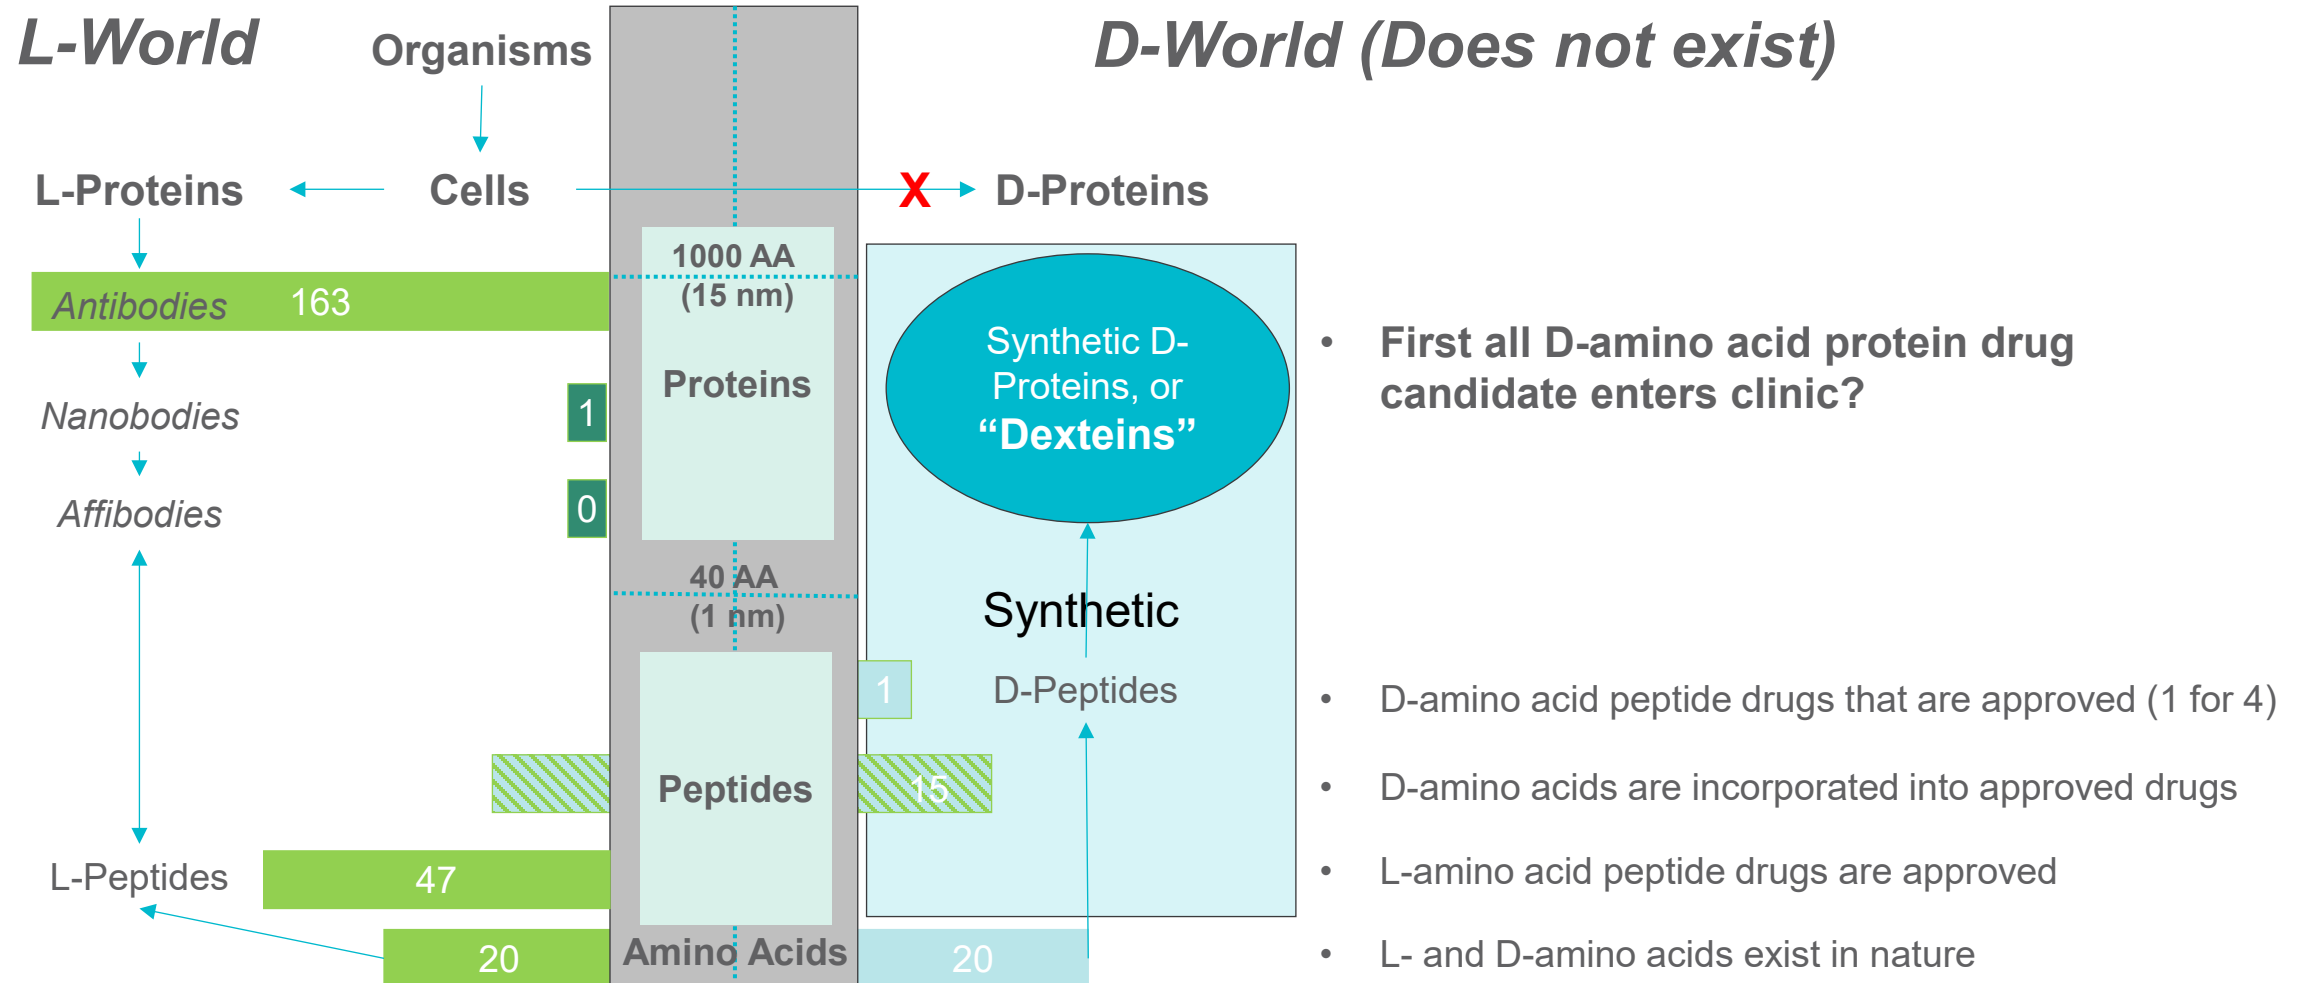 L-World
Organisms
D-World (Does not exist)
L-Proteins
Cells
X
D-Proteins
Antibodies
163
1000 AA
(15 nm)
Nanobodies
1
Proteins
Affibodies
0
Synthetic D-
Proteins, or
“Dexteins”
• First all D-amino acid protein drug
candidate enters clinic?
40 AA
(1 nm)
Synthetic
1
D-Peptides
• D-amino acid peptide drugs that are approved (1 for 4)
Peptides
15
• D-amino acids are incorporated into approved drugs
L-Peptides
47
• L-amino acid peptide drugs are approved
20
Amino Acids
20
• L- and D-amino acids exist in nature